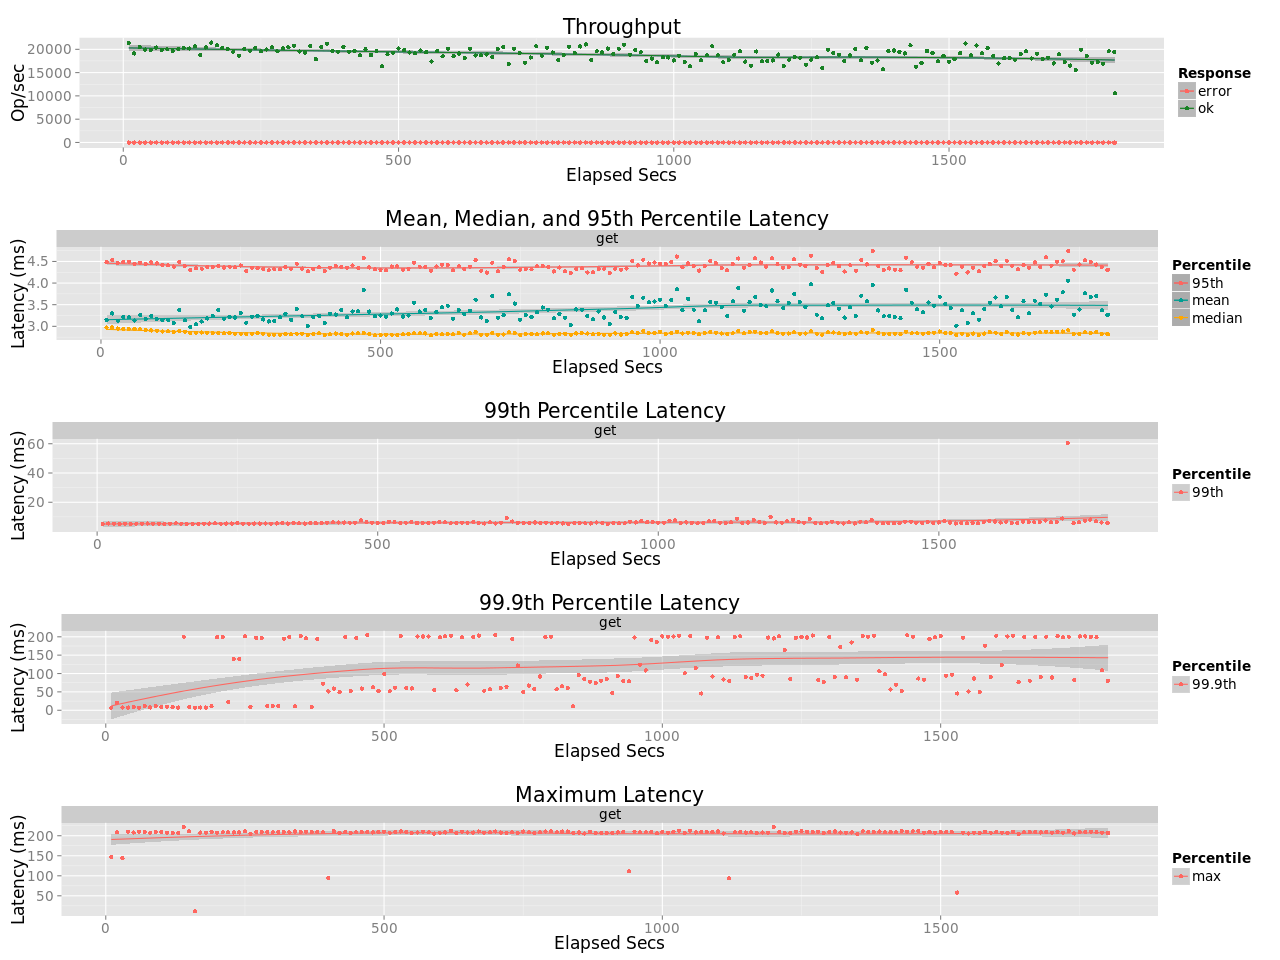 Throughput
Op/sec
20000
15000
10000
5000
0
0 500 1000 1500
Elapsed Secs
Response
error
ok
Mean, Median, and 95th Percentile Latency
get
Latency (ms)
4.5
4.0
3.5
3.0
0 500 1000 1500
Elapsed Secs
Percentile
95th
mean
median
99th Percentile Latency
get
Latency (ms)
60
40
20
0 500 1000 1500
Elapsed Secs
Percentile
99th
99.9th Percentile Latency
get
Latency (ms)
200
150
100
50
0
0 500 1000 1500
Elapsed Secs
Percentile
99.9th
Maximum Latency
get
Latency (ms)
200
150
100
50
0 500 1000 1500
Elapsed Secs
Percentile
max